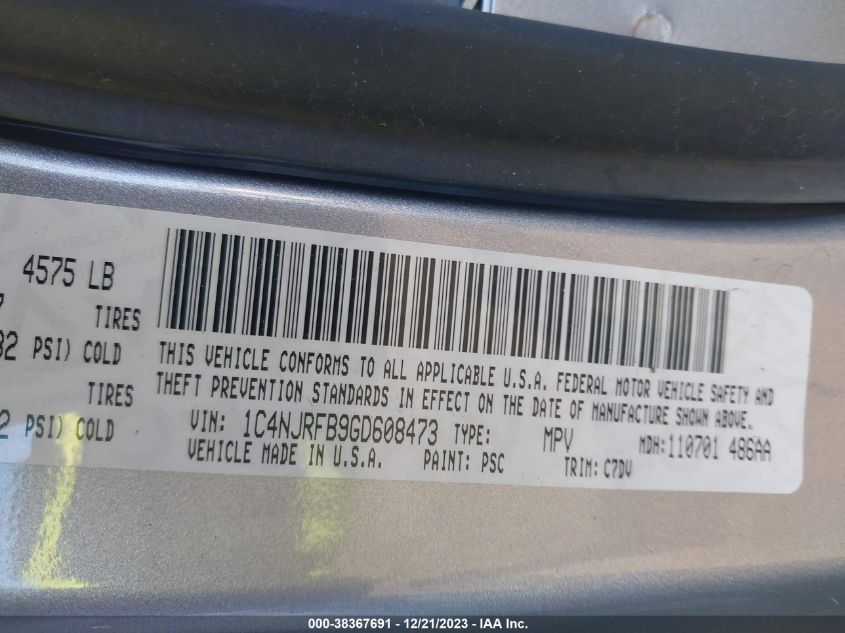 4575 LB
TIRES
32 PSI) COLD
TIRES
2 PSI) COLD
THIS VEHICLE CONFORMS TO ALL APPLICABLE U.S.A. FEDERAL MOTOR VEHICLE SAFETY AND
THEFT PREVENTION STANDARDS IN EFFECT ON THE DATE OF MANUFACTURE SHOWN ABOVE.
VIN: 1C4NJRFB9GD608473 TYPE: MPV MDH:110701 486AA
VEHICLE MADE IN U.S.A. PAINT: PSC TRIM: C7DV
000-38367691 - 12/21/2023 - IAA Inc.